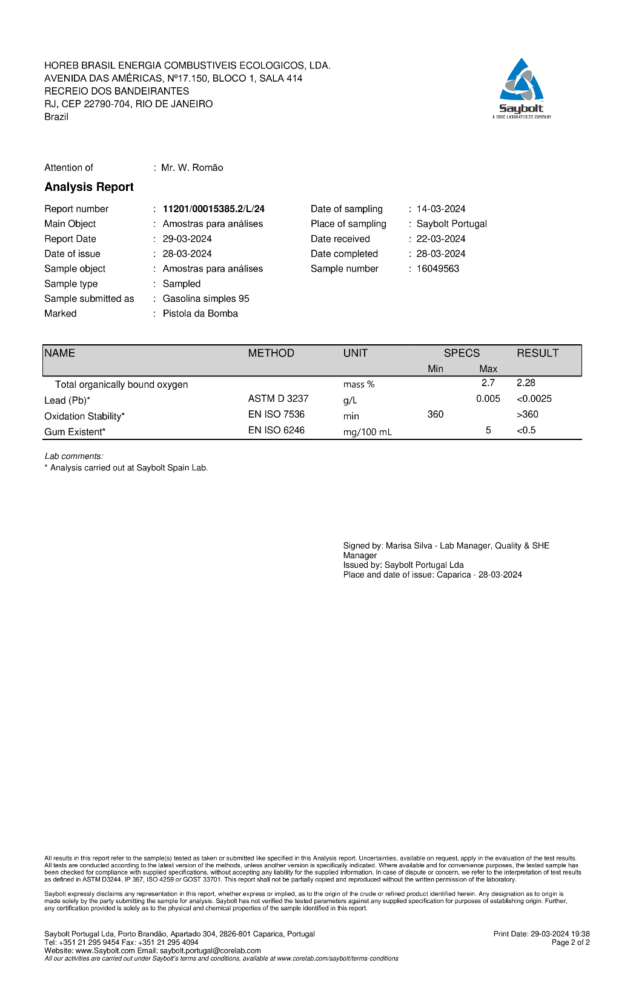 HOREB BRASIL ENERGIA COMBUSTIVEIS ECOLOGICOS, LDA.
AVENIDA DAS AMÉRICAS, Nº17.150, BLOCO 1, SALA 414
RECREIO DOS BANDEIRANTES
RJ, CEP 22790-704, RIO DE JANEIRO
Brazil
Saybolt
A CORE LABORATORIES COMPANY
Attention of : Mr. W. Romão
Analysis Report
Report number : 11201/00015385.2/L/24 Date of sampling : 14-03-2024
Main Object : Amostras para análises Place of sampling : Saybolt Portugal
Report Date : 29-03-2024 Date received : 22-03-2024
Date of issue : 28-03-2024 Date completed : 28-03-2024
Sample object : Amostras para análises Sample number : 16049563
Sample type : Sampled
Sample submitted as : Gasolina simples 95
Marked : Pistola da Bomba
NAME METHOD UNIT SPECS RESULT
Min Max
Total organically bound oxygen mass % 2.7 2.28
Lead (Pb)* ASTM D 3237 g/L 0.005 <0.0025
Oxidation Stability* EN ISO 7536 min 360 >360
Gum Existent* EN ISO 6246 mg/100 mL 5 <0.5
Lab comments:
* Analysis carried out at Saybolt Spain Lab.
Signed by: Marisa Silva - Lab Manager, Quality & SHE
Manager
Issued by: Saybolt Portugal Lda
Place and date of issue: Caparica - 28-03-2024
All results in this report refer to the sample(s) tested as taken or submitted like specified in this Analysis report. Uncertainties, available on request, apply in the evaluation of the test results.
All tests are conducted according to the latest version of the methods, unless another version is specifically indicated. Where available and for convenience purposes, the tested sample has
been checked for compliance with supplied specifications, without accepting any liability for the supplied information. In case of dispute or concern, we refer to the interpretation of test results
as defined in ASTM D3244, IP 367, ISO 4259 or GOST 33701. This report shall not be partially copied and reproduced without the written permission of the laboratory.
Saybolt expressly disclaims any representation in this report, whether express or implied, as to the origin of the crude or refined product identified herein. Any designation as to origin is
made solely by the party submitting the sample for analysis. Saybolt has not verified the tested parameters against any supplied specification for purposes of establishing origin. Further,
any certification provided is solely as to the physical and chemical properties of the sample identified in this report.
Saybolt Portugal Lda, Porto Brandão, Apartado 304, 2826-801 Caparica, Portugal Print Date: 29-03-2024 19:38
Tel: +351 21 295 9454 Fax: +351 21 295 4094 Page 2 of 2
Website: www.Saybolt.com Email: saybolt.portugal@corelab.com
All our activities are carried out under Saybolt's terms and conditions, available at www.corelab.com/saybolt/terms-conditions